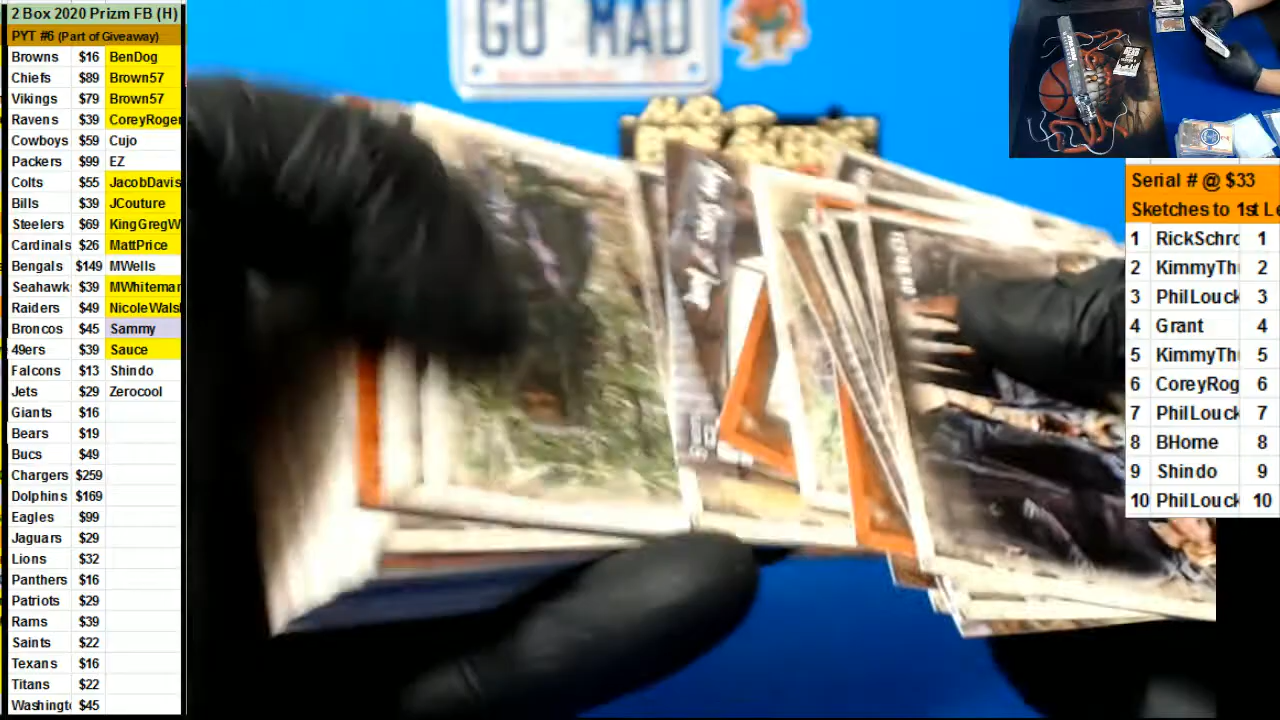 2 Box 2020 Prizm FB (H)
PYT #6 (Part of Giveaway)
Browns $16 BenDog
Chiefs $89 Brown57
Vikings $79 Brown57
Ravens $39 CoreyRoger
Cowboys $59 Cujo
Packers $99 EZ
Colts $55 JacobDavis
Bills $39 JCouture
Steelers $69 KingGregW
Cardinals $26 MattPrice
Bengals $149 MWells
Seahawk $39 MWhiteman
Raiders $49 NicoleWalsl
Broncos $45 Sammy
49ers $39 Sauce
Falcons $13 Shindo
Jets $29 Zerocool
Giants $16
Bears $19
Bucs $49
Chargers $259
Dolphins $169
Eagles $99
Jaguars $29
Lions $32
Panthers $16
Patriots $29
Rams $39
Saints $22
Texans $16
Titans $22
Washingt $45
GO MAD
Serial # @ $33
Sketches to 1st Le
1 RickSchro 1
2 KimmyTh 2
3 PhilLouck 3
4 Grant 4
5 KimmyTh 5
6 CoreyRog 6
7 PhilLouck 7
8 BHome 8
9 Shindo 9
10 PhilLouck 10